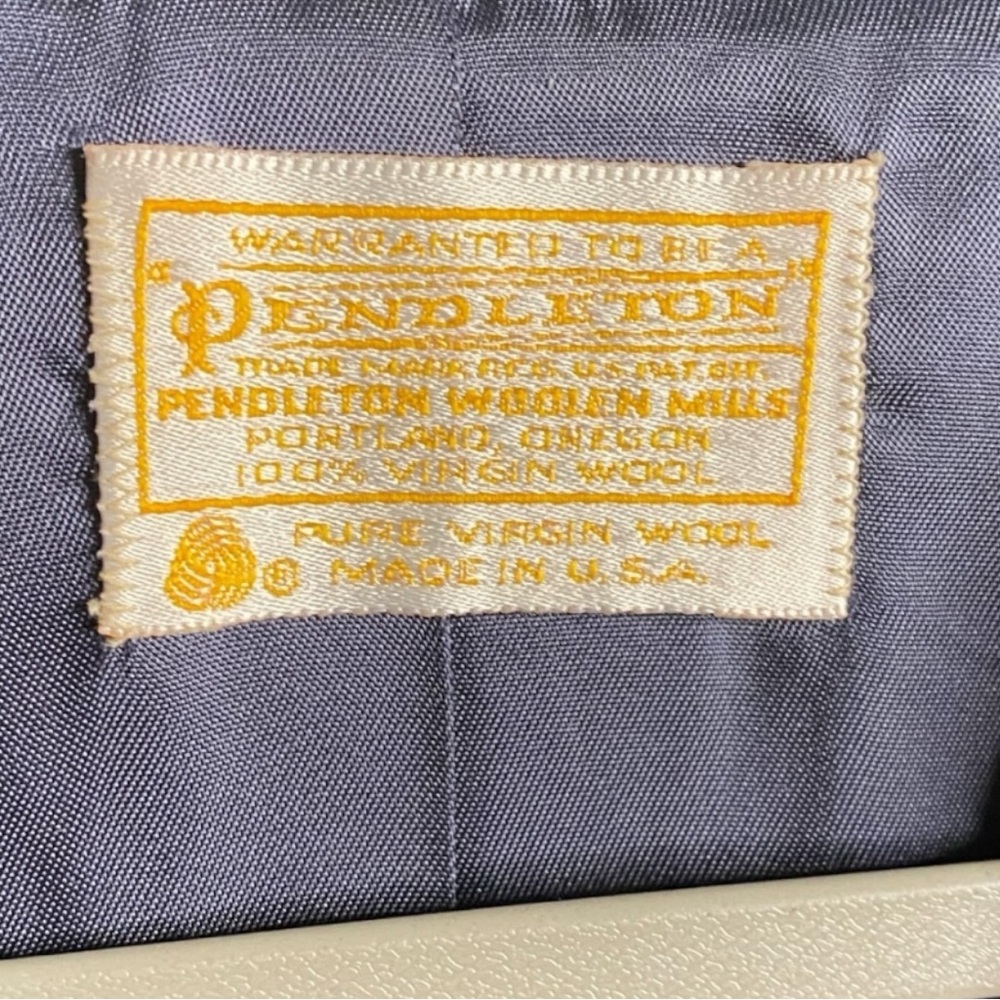 WARRANTED TO BE A
"PENDLETON"
TRADE MARK REG. U.S. PAT. OFF.
PENDLETON WOOLEN MILLS
PORTLAND, OREGON
100% VIRGIN WOOL
PURE VIRGIN WOOL
® MADE IN U.S.A.